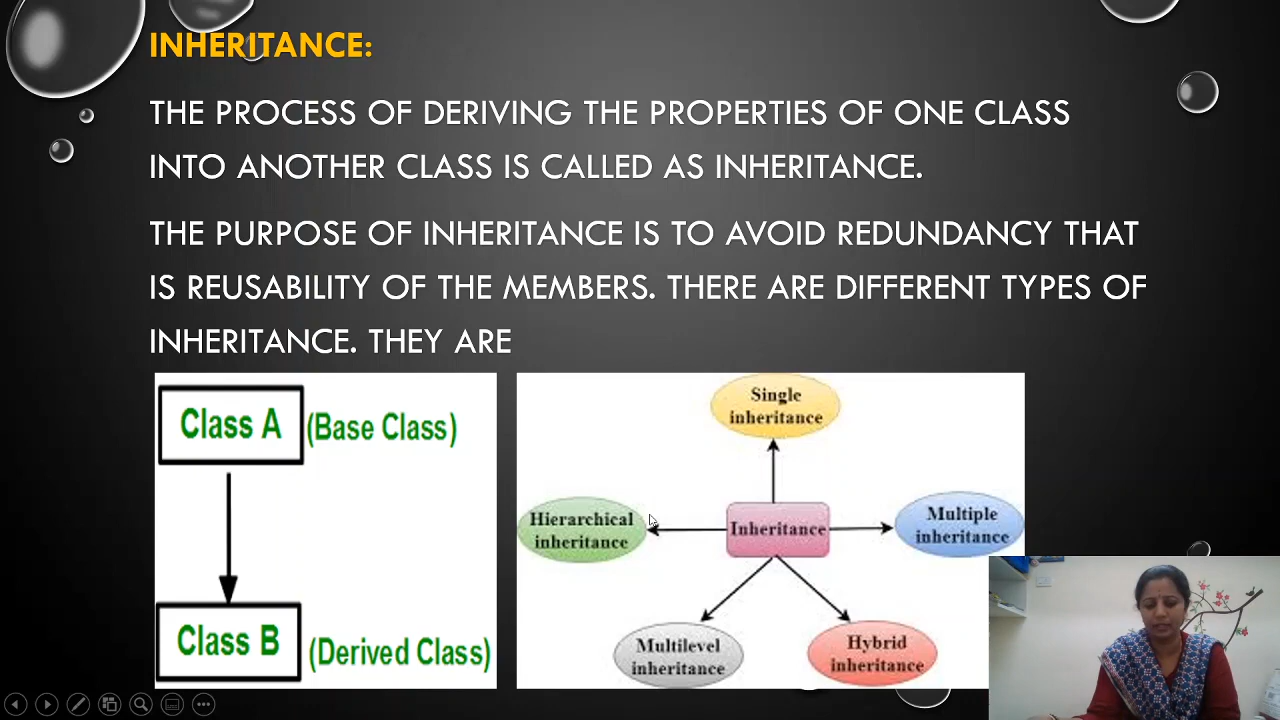 INHERITANCE:
THE PROCESS OF DERIVING THE PROPERTIES OF ONE CLASS
INTO ANOTHER CLASS IS CALLED AS INHERITANCE.
THE PURPOSE OF INHERITANCE IS TO AVOID REDUNDANCY THAT
IS REUSABILITY OF THE MEMBERS. THERE ARE DIFFERENT TYPES OF
INHERITANCE. THEY ARE
Class A (Base Class)
Class B (Derived Class)
Single
inheritance
Hierarchical
inheritance
Inheritance
Multiple
inheritance
Multilevel
inheritance
Hybrid
inheritance